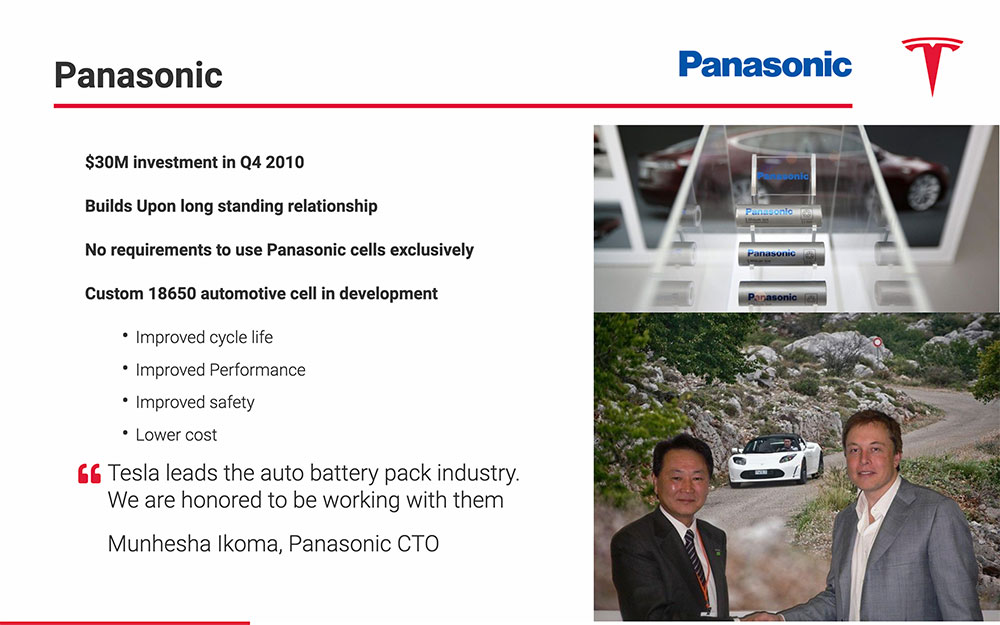 Panasonic
Panasonic
$30M investment in Q4 2010
Builds Upon long standing relationship
No requirements to use Panasonic cells exclusively
Custom 18650 automotive cell in development
• Improved cycle life
• Improved Performance
• Improved safety
• Lower cost
“ Tesla leads the auto battery pack industry.
We are honored to be working with them
Munhesha Ikoma, Panasonic CTO
Panasonic
Panasonic
Panasonic
Panasonic